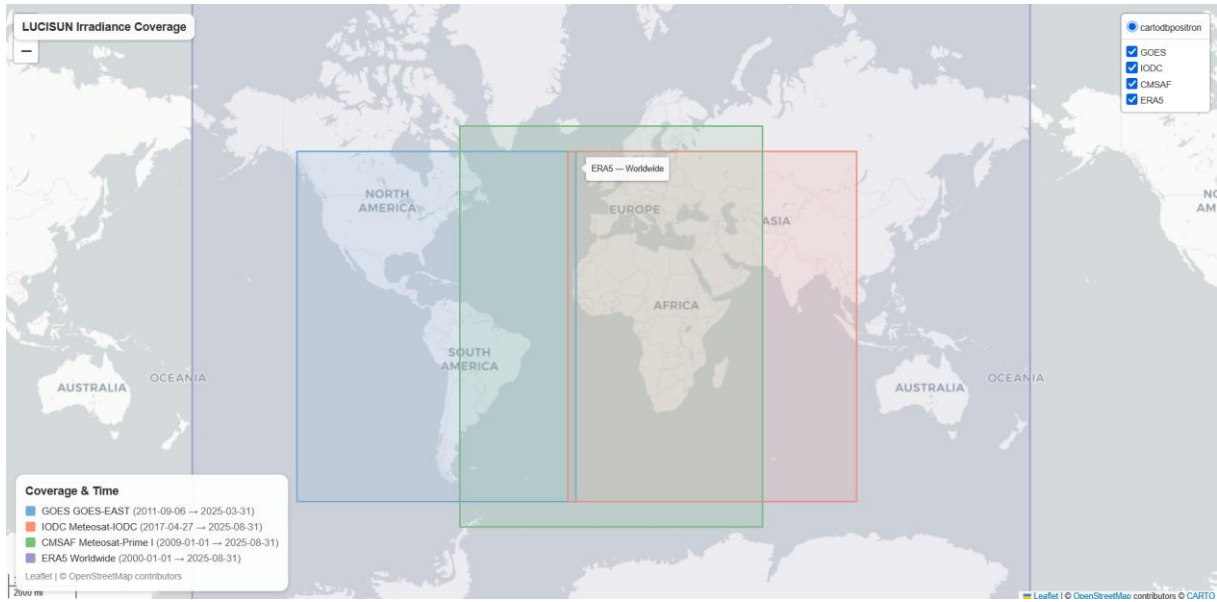 LUCISUN Irradiance Coverage
−
cartodbpositron
GOES
IODC
CMSAF
ERA5
ERA5 — Worldwide
NORTH
AMERICA
EUROPE
ASIA
AFRICA
SOUTH
AMERICA
AUSTRALIA
OCEANIA
AUSTRALIA
OCEANIA
NO
AM
Coverage & Time
GOES GOES-EAST (2011-09-06 → 2025-03-31)
IODC Meteosat-IODC (2017-04-27 → 2025-08-31)
CMSAF Meteosat-Prime I (2009-01-01 → 2025-08-31)
ERA5 Worldwide (2000-01-01 → 2025-08-31)
Leaflet | © OpenStreetMap contributors
2000 mi
Leaflet | © OpenStreetMap contributors © CARTO